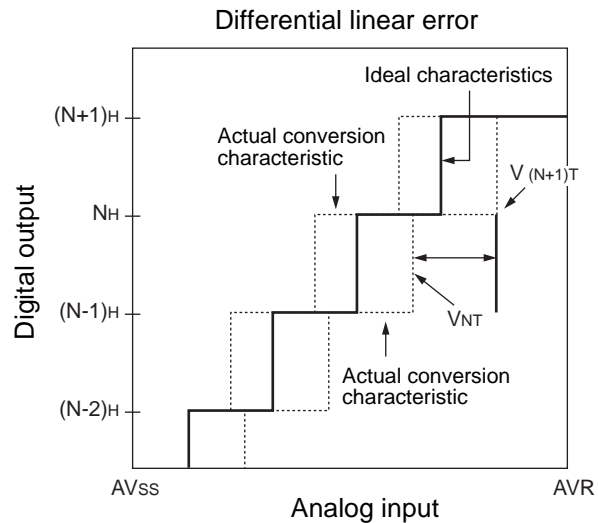 Differential linear error
Ideal characteristics
(N+1)H
Actual conversion
characteristic
V (N+1)T
NH
Digital output
(N-1)H
VNT
Actual conversion
characteristic
(N-2)H
AVSS
AVR
Analog input